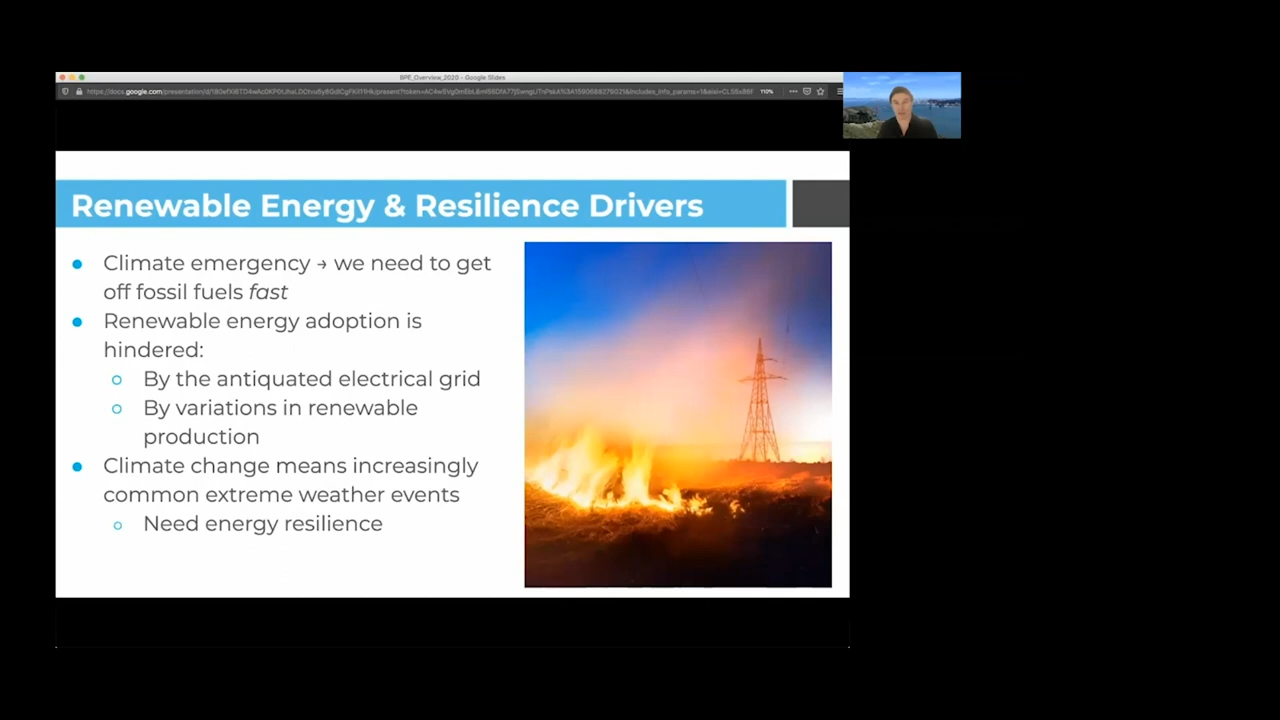 BPE_Overview_2020 - Google Slides
110%
Renewable Energy & Resilience Drivers
Climate emergency → we need to get
off fossil fuels fast
Renewable energy adoption is
hindered:
By the antiquated electrical grid
By variations in renewable
production
Climate change means increasingly
common extreme weather events
Need energy resilience